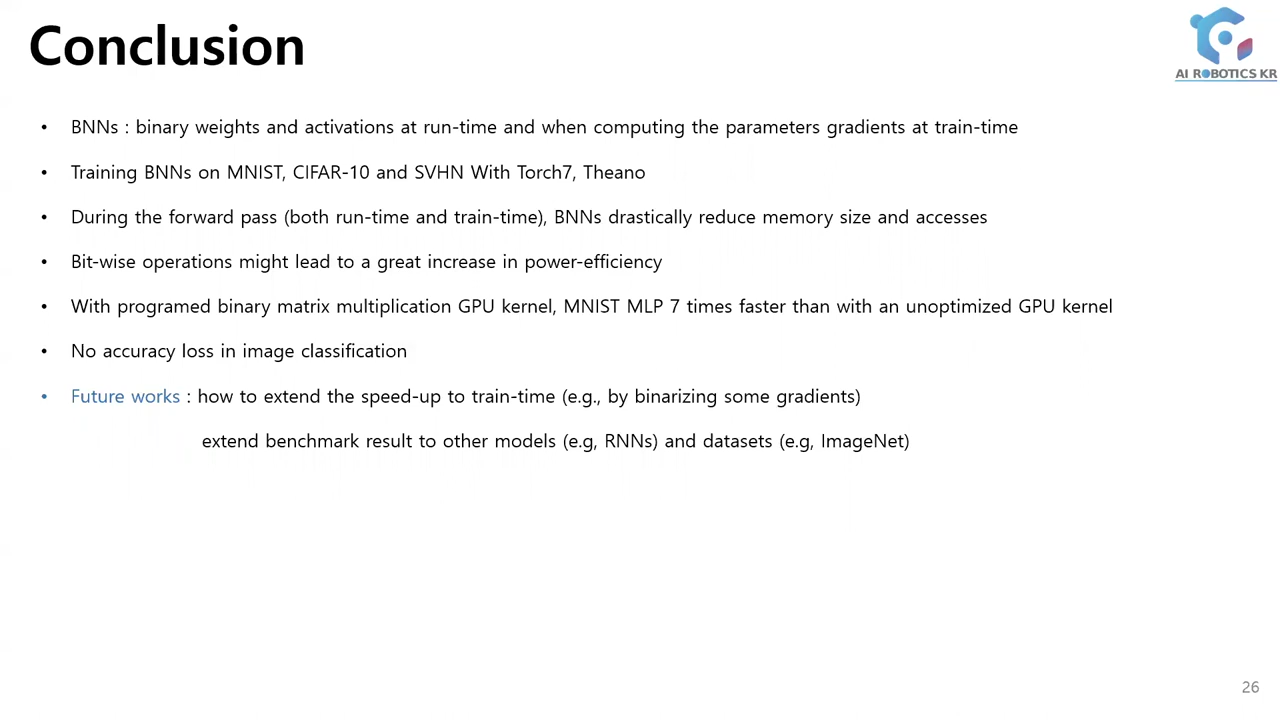 Conclusion
AI ROBOTICS KR
• BNNs : binary weights and activations at run-time and when computing the parameters gradients at train-time
• Training BNNs on MNIST, CIFAR-10 and SVHN With Torch7, Theano
• During the forward pass (both run-time and train-time), BNNs drastically reduce memory size and accesses
• Bit-wise operations might lead to a great increase in power-efficiency
• With programed binary matrix multiplication GPU kernel, MNIST MLP 7 times faster than with an unoptimized GPU kernel
• No accuracy loss in image classification
• Future works : how to extend the speed-up to train-time (e.g., by binarizing some gradients)
extend benchmark result to other models (e.g, RNNs) and datasets (e.g, ImageNet)
26